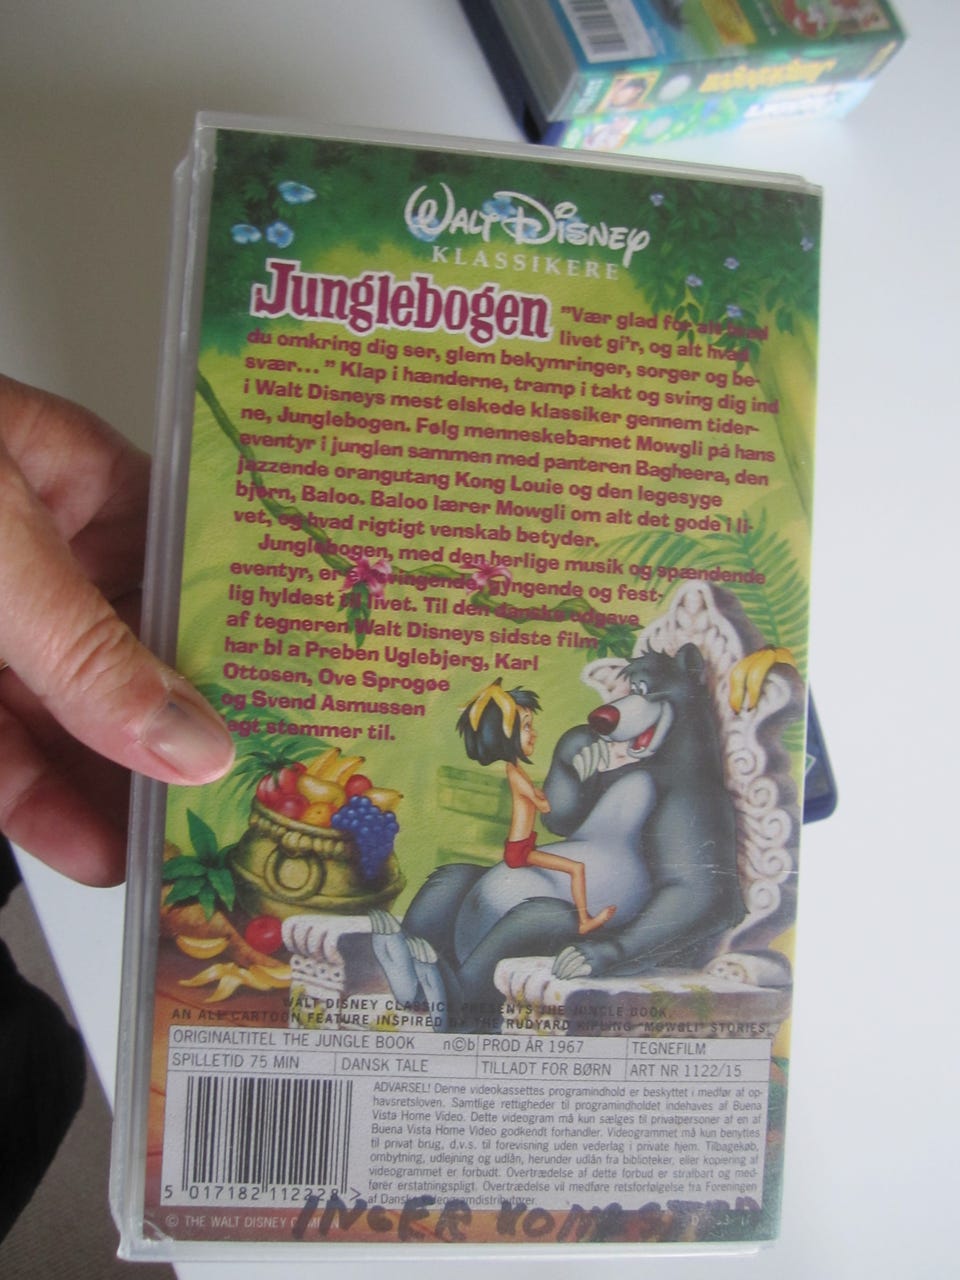 WALT DISNEY
KLASSIKERE
Junglebogen
"Vær glad for alt hvad
livet gi'r, og alt hvad
du omkring dig ser, glem bekymringer, sorger og be-
svær..." Klap i hænderne, tramp i takt og sving dig ind
i Walt Disneys mest elskede klassiker gennem tider-
ne, Junglebogen. Følg menneskebarnet Mowgli på hans
eventyr i junglen sammen med panteren Bagheera, den
jazzende orangutang Kong Louie og den legesyge
bjørn, Baloo. Baloo lærer Mowgli om alt det gode i li-
vet, og hvad rigtigt venskab betyder.
Junglebogen, med den herlige musik og spændende
eventyr, er en svingende, gyngende og fest-
lig hyldest til livet. Til den danske udgave
af tegneren Walt Disneys sidste film
har bl a Preben Uglebjerg, Karl
Ottosen, Ove Sprogøe
og Svend Asmussen
lagt stemmer til.
WALT DISNEY CLASSICS PRESENTS THE JUNGLE BOOK.
AN ALL CARTOON FEATURE INSPIRED BY THE RUDYARD KIPLING "MOWGLI" STORIES.
ORIGINALTITEL THE JUNGLE BOOK n©b PROD ÅR 1967 TEGNEFILM
SPILLETID 75 MIN DANSK TALE TILLADT FOR BØRN ART NR 1122/15
ADVARSEL! Denne videokassettes programindhold er beskyttet i medfør af op-
havsretsloven. Samtlige rettigheder til programindholdet indehaves af Buena
Vista Home Video. Dette videogram må kun sælges til privatpersoner af en af
Buena Vista Home Video godkendt forhandler. Videogrammet må kun benyttes
til privat brug, d.v.s. til forevisning uden vederlag i private hjem. Tilbagekøb,
ombytning, udlejning og udlån, herunder udlån fra biblioteker, eller kopiering af
videogrammet er forbudt. Overtrædelse af dette forbud er strafbart og med-
fører erstatningspligt. Overtrædelse vil medføre retsforfølgelse fra Foreningen
af Danske Videogramdistributører.
5 017182 112228 >
© THE WALT DISNEY COMPANY
INGER